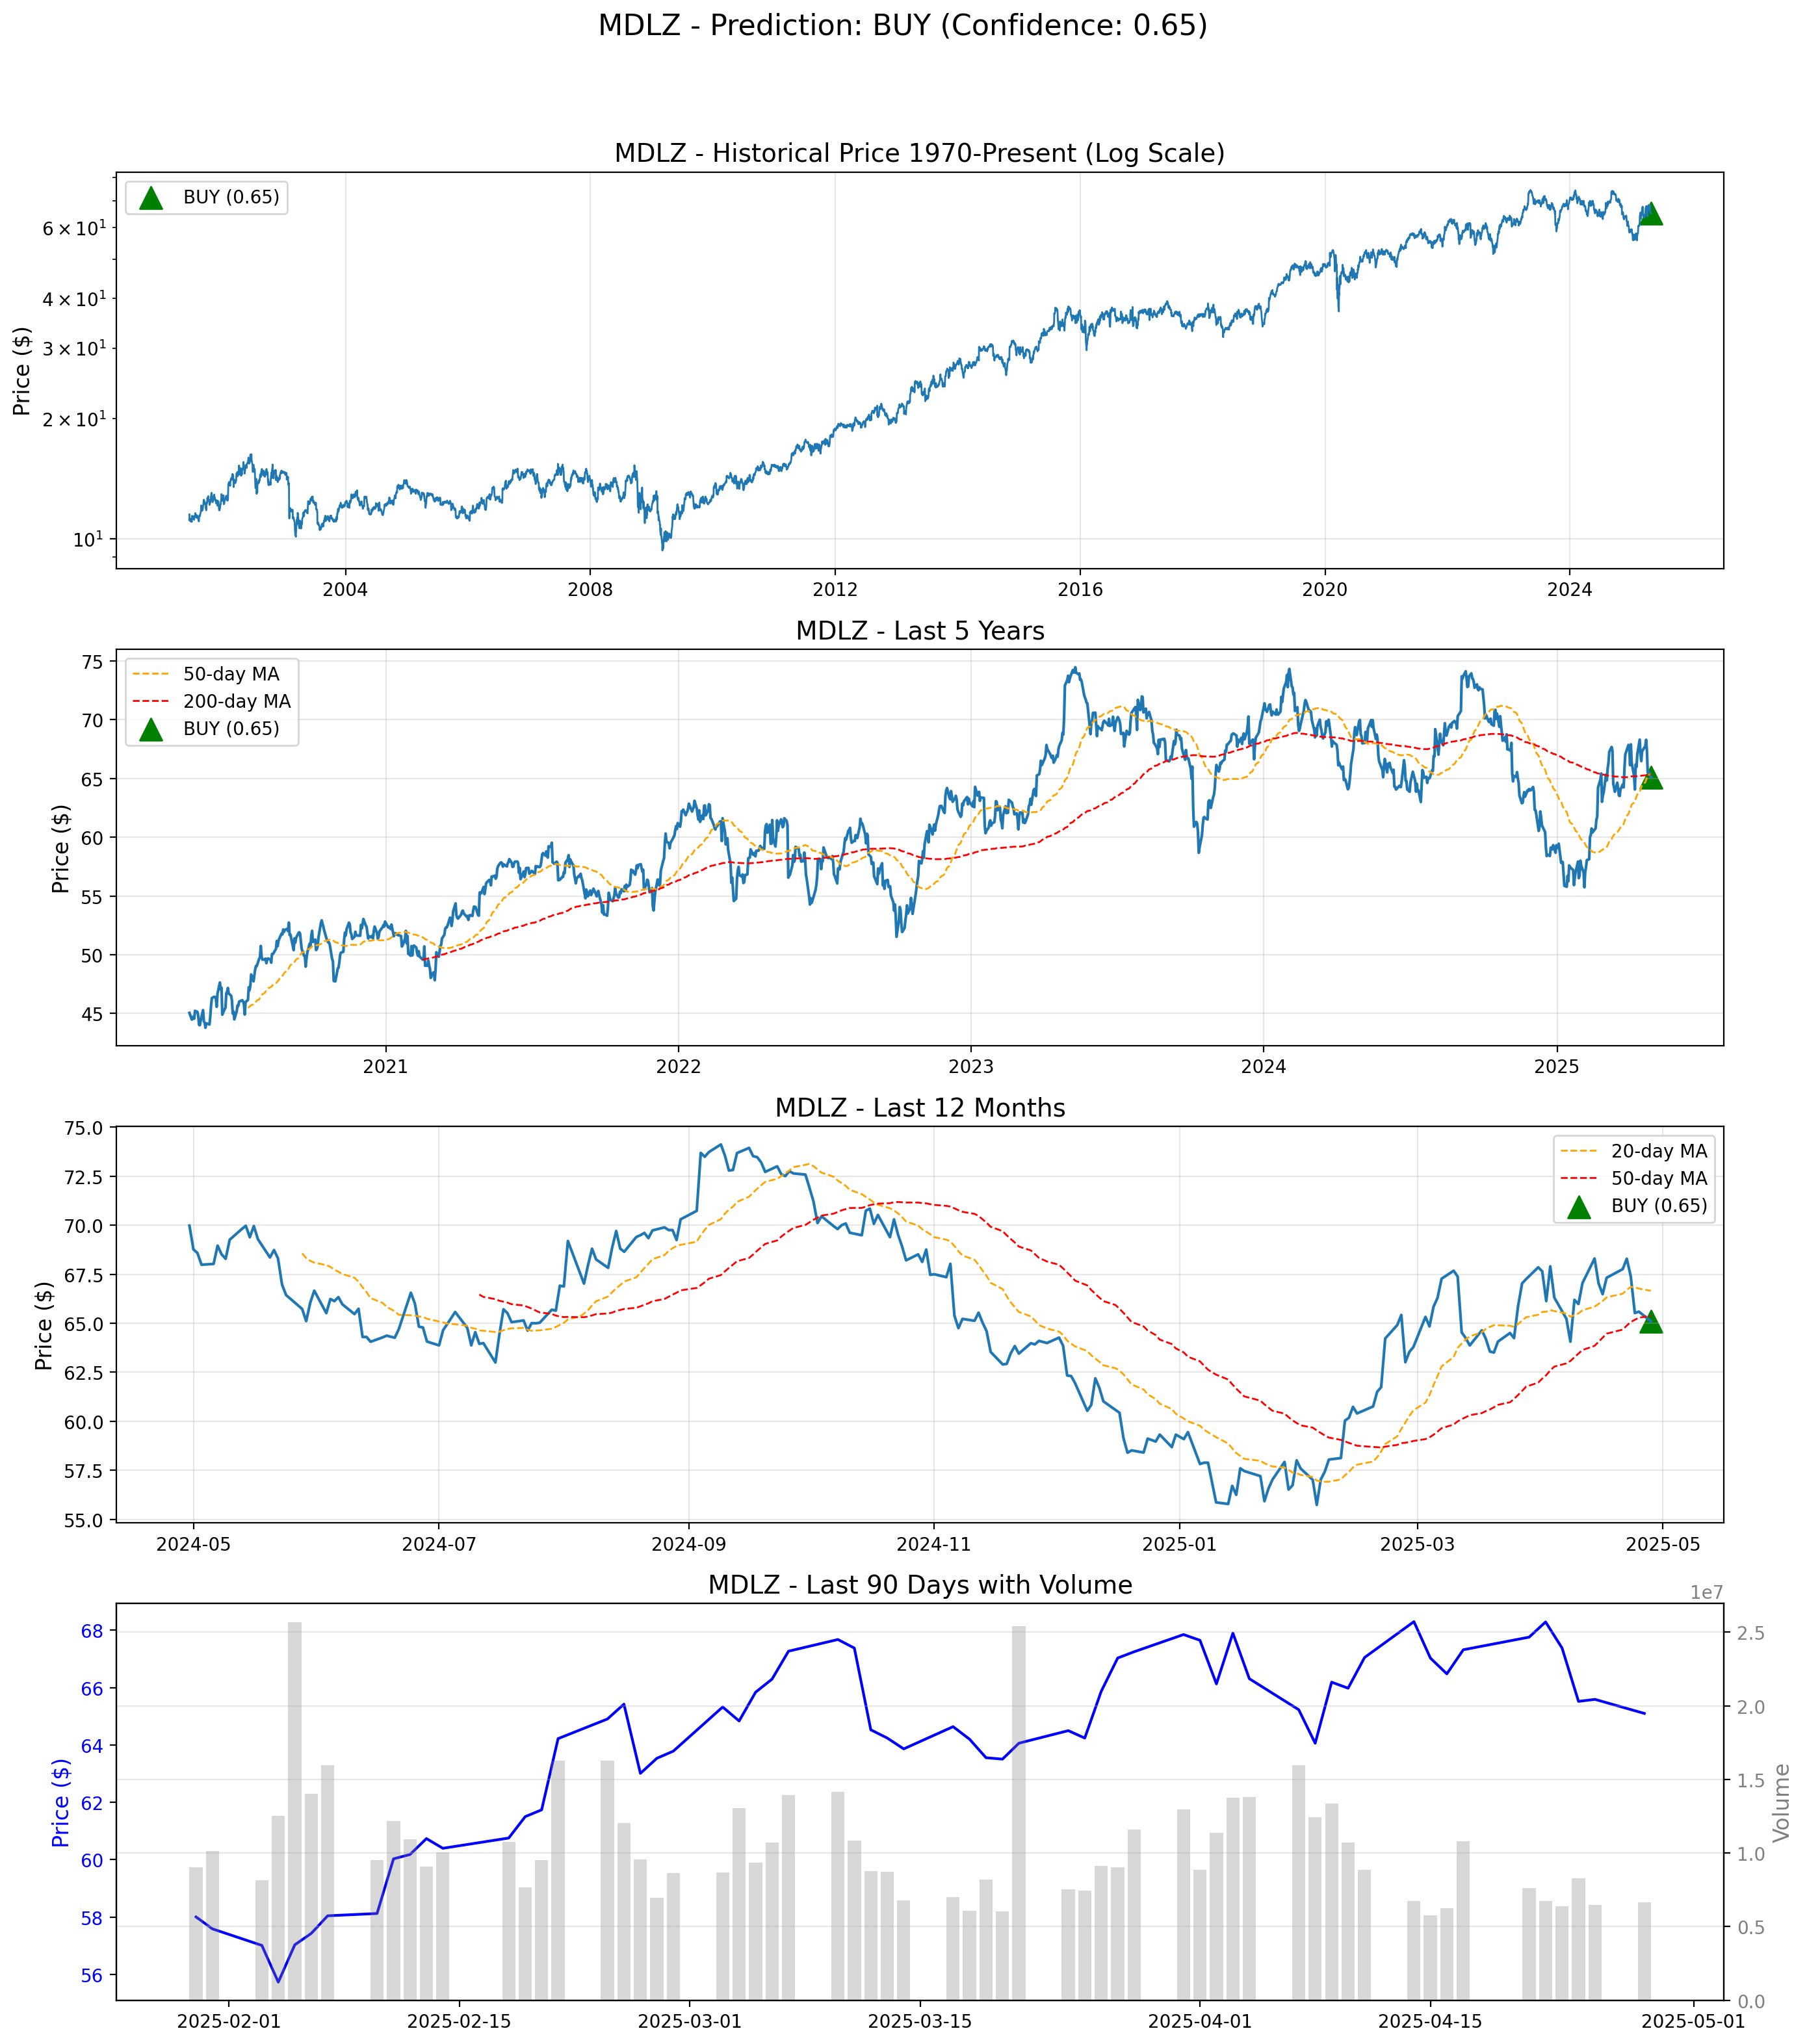 MDLZ - Prediction: BUY (Confidence: 0.65)
MDLZ - Historical Price 1970-Present (Log Scale)
BUY (0.65)
Price ($)
6 × 10¹
4 × 10¹
3 × 10¹
2 × 10¹
10¹
2004 2008 2012 2016 2020 2024
MDLZ - Last 5 Years
50-day MA
200-day MA
BUY (0.65)
Price ($)
75
70
65
60
55
50
45
2021 2022 2023 2024 2025
MDLZ - Last 12 Months
20-day MA
50-day MA
BUY (0.65)
Price ($)
75.0
72.5
70.0
67.5
65.0
62.5
60.0
57.5
55.0
2024-05 2024-07 2024-09 2024-11 2025-01 2025-03 2025-05
MDLZ - Last 90 Days with Volume
1e7
Price ($)
68
66
64
62
60
58
56
2.5
2.0
1.5
1.0
0.5
0.0
Volume
2025-02-01 2025-02-15 2025-03-01 2025-03-15 2025-04-01 2025-04-15 2025-05-01